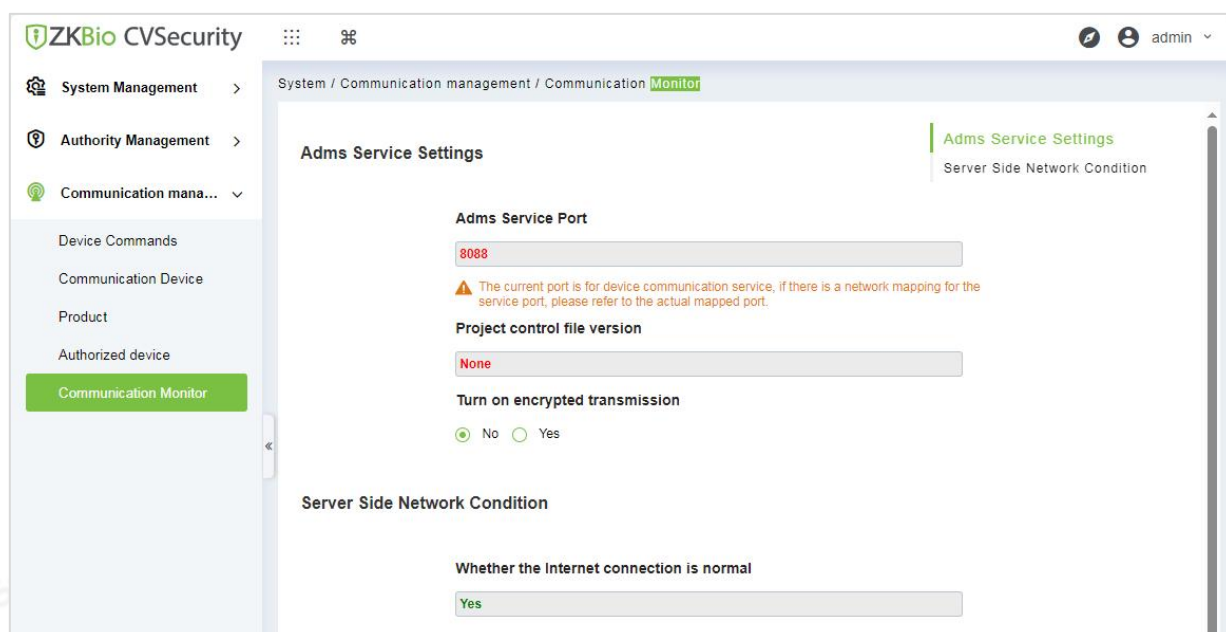 ZKBio CVSecurity
admin
System Management
Authority Management
Communication mana...
Device Commands
Communication Device
Product
Authorized device
Communication Monitor
System / Communication management / Communication Monitor
Adms Service Settings
Adms Service Port
8088
The current port is for device communication service, if there is a network mapping for the
service port, please refer to the actual mapped port.
Project control file version
None
Turn on encrypted transmission
No Yes
Server Side Network Condition
Whether the Internet connection is normal
Yes
Adms Service Settings
Server Side Network Condition